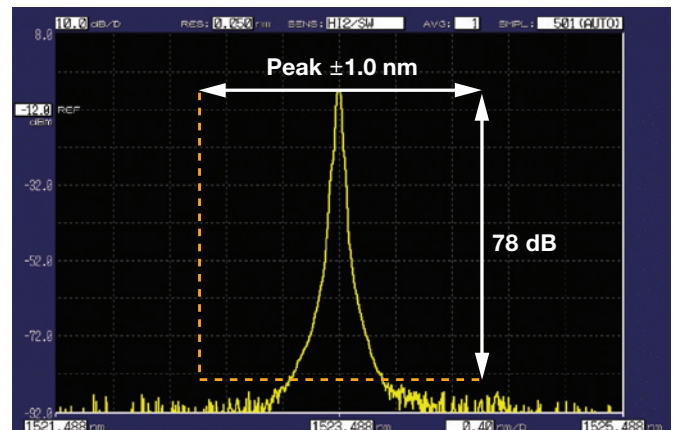 10.0 dB/D RES: 0.050 nm SENS: HI2/SW AVG: 1 SMPL: 501(AUTO)
8.0
Peak ±1.0 nm
-12.0 REF
dBm
-32.0
78 dB
-52.0
-72.0
-92.0
1521.488 nm 1523.488 nm 0.40 nm/D 1525.488 nm